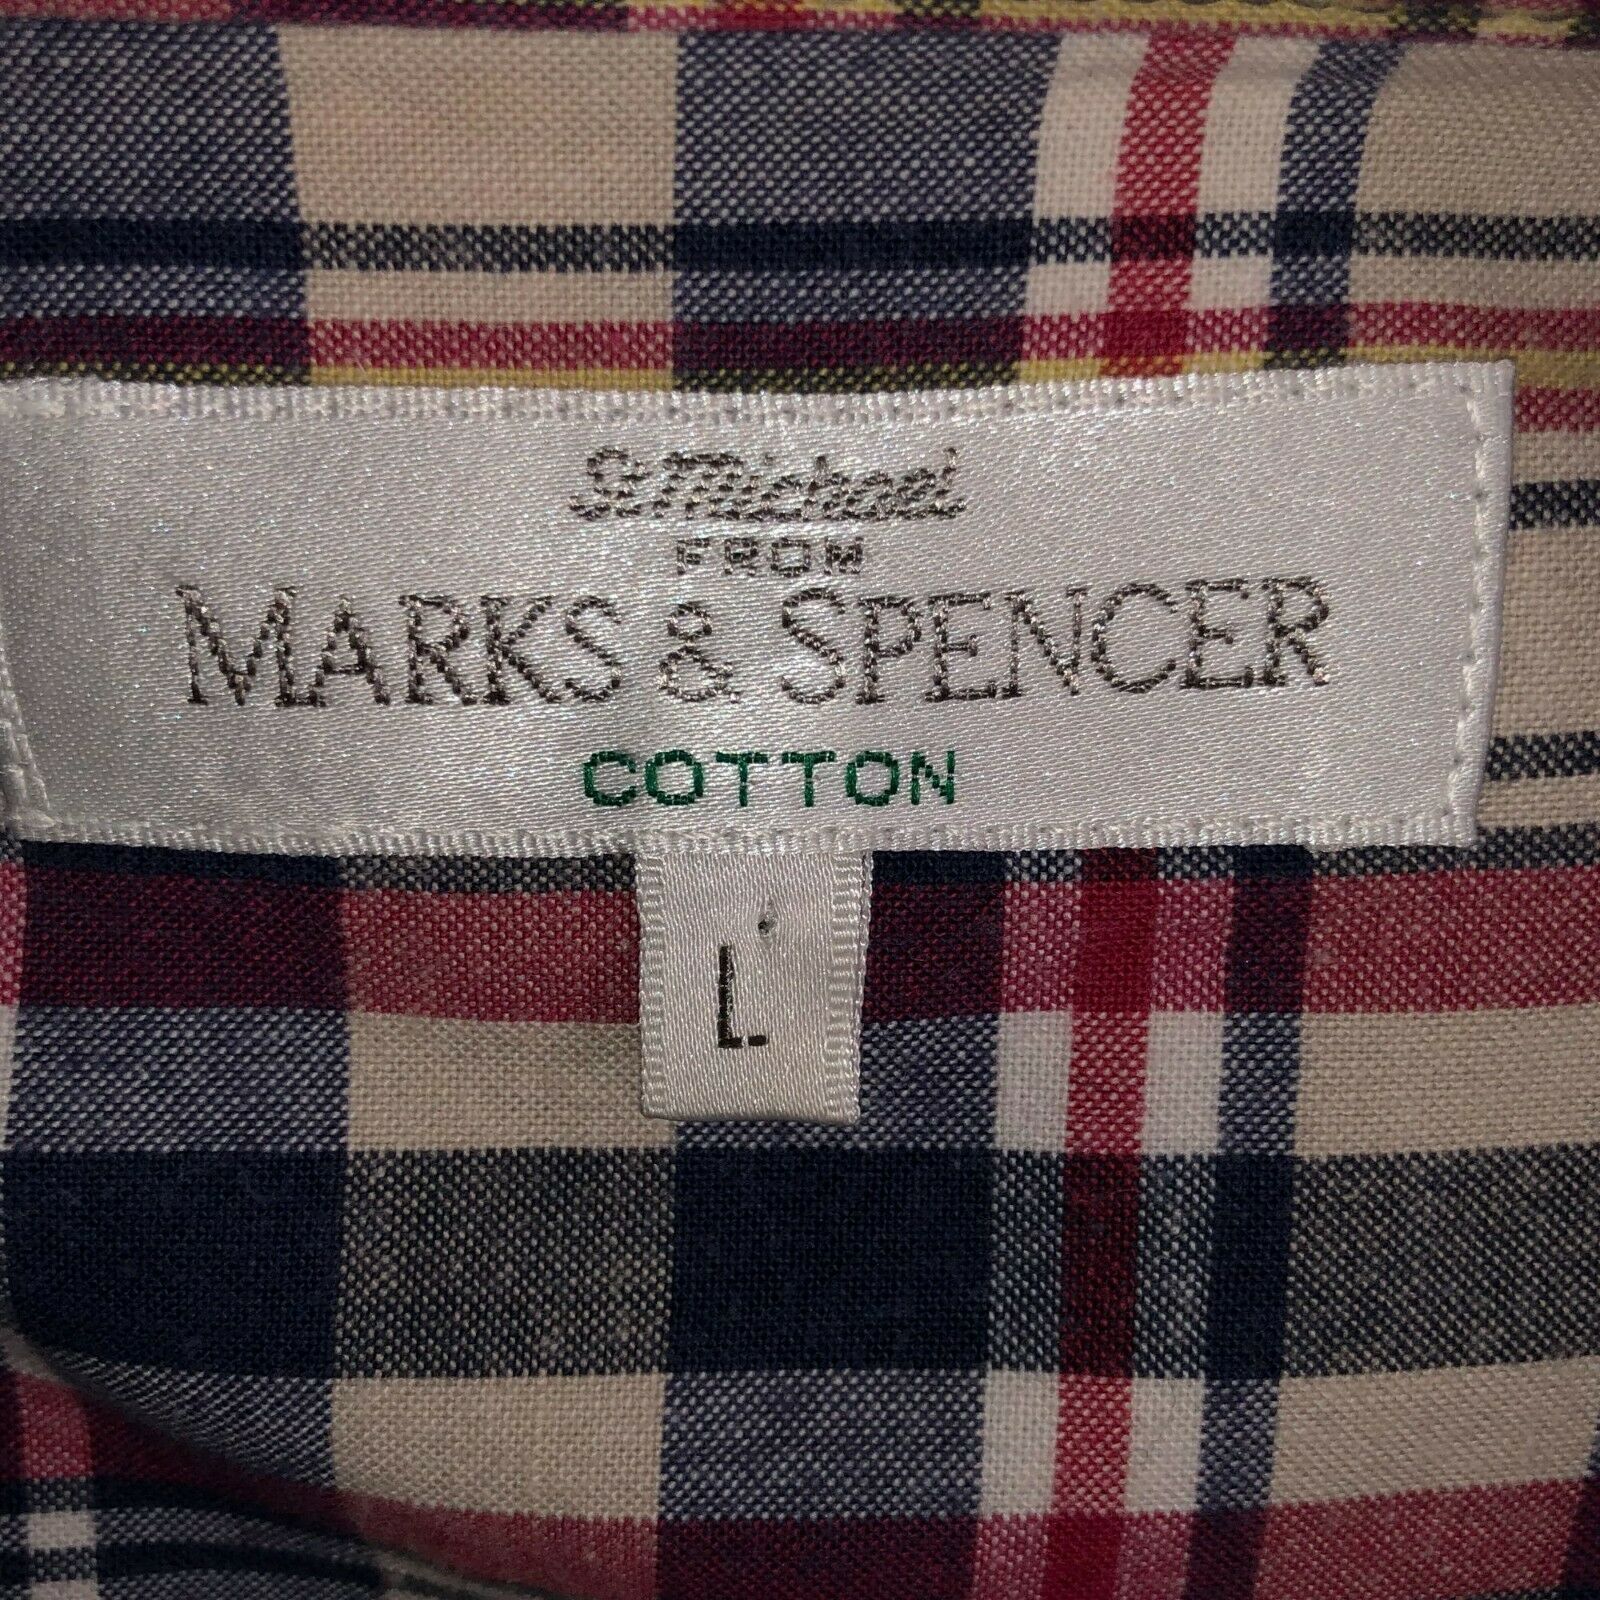 St Michael
FROM
MARKS & SPENCER
COTTON
L